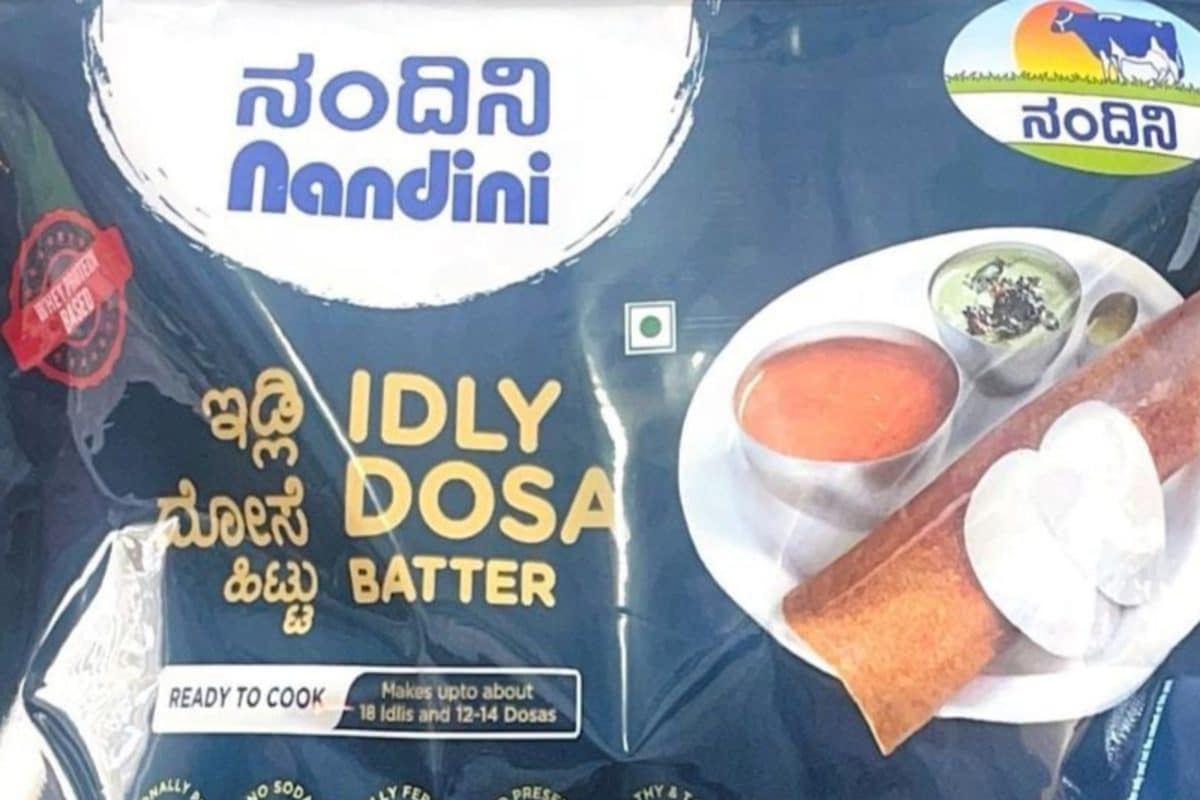 ನಂದಿನಿ
Nandini
ನಂದಿನಿ
WHEY PROTEIN
BASED
ಇಡ್ಲಿ
ದೋಸೆ
ಹಿಟ್ಟು
IDLY
DOSA
BATTER
READY TO COOK
Makes upto about
18 Idlis and 12-14 Dosas
NO SODA